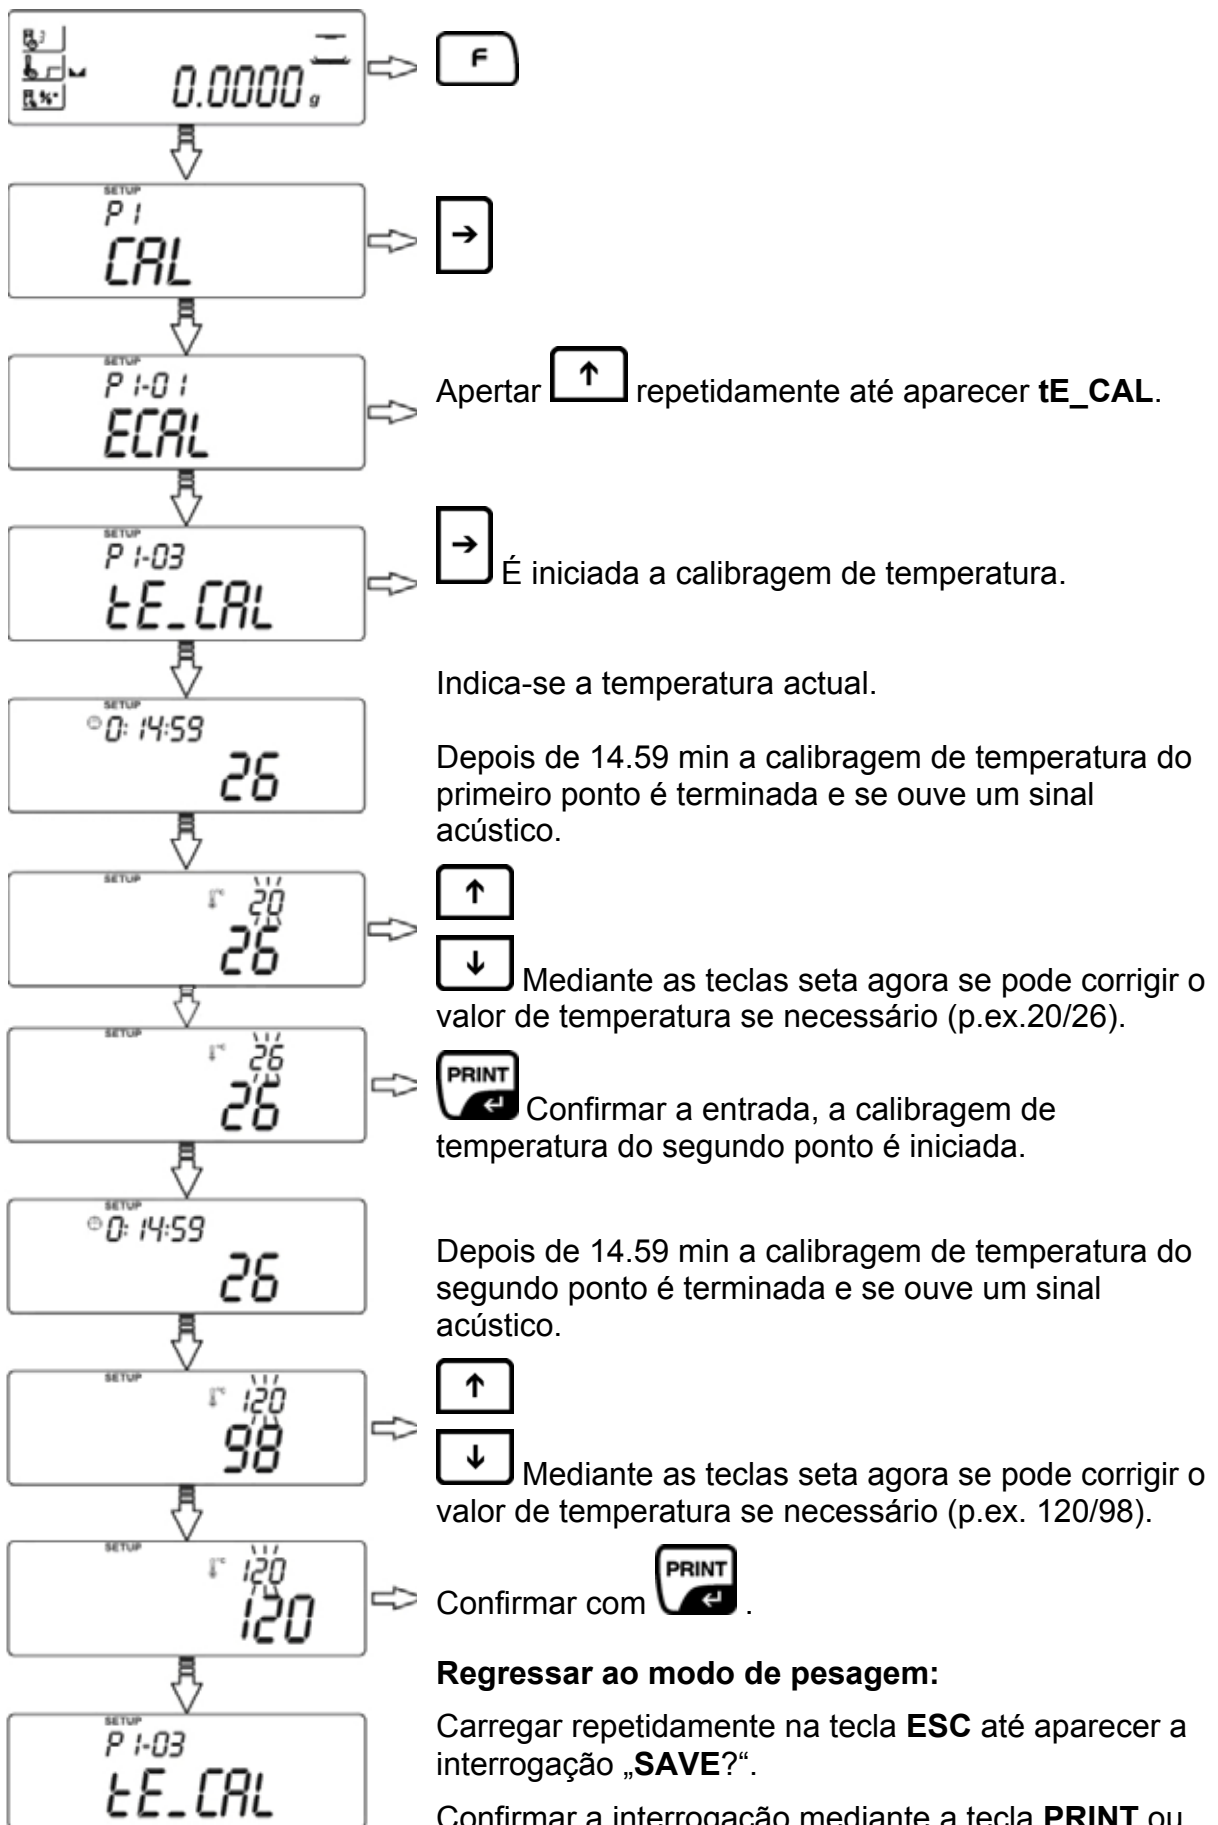 0.0000 g
F
SETUP
P1
CAL
→
SETUP
P1-01
ECAL
Apertar ↑ repetidamente até aparecer tE_CAL.
SETUP
P1-03
tE_CAL
→ É iniciada a calibragem de temperatura.
SETUP
0:14:59
26
Indica-se a temperatura actual.
Depois de 14.59 min a calibragem de temperatura do
primeiro ponto é terminada e se ouve um sinal
acústico.
SETUP
°C 20
26
↑
↓ Mediante as teclas seta agora se pode corrigir o
valor de temperatura se necessário (p.ex.20/26).
SETUP
°C 26
26
PRINT Confirmar a entrada, a calibragem de
temperatura do segundo ponto é iniciada.
SETUP
0:14:59
26
Depois de 14.59 min a calibragem de temperatura do
segundo ponto é terminada e se ouve um sinal
acústico.
SETUP
°C 120
98
↑
↓ Mediante as teclas seta agora se pode corrigir o
valor de temperatura se necessário (p.ex. 120/98).
SETUP
°C 120
120
Confirmar com PRINT .
Regressar ao modo de pesagem:
SETUP
P1-03
tE_CAL
Carregar repetidamente na tecla ESC até aparecer a
interrogação „SAVE?“.
Confirmar a interrogação mediante a tecla PRINT ou